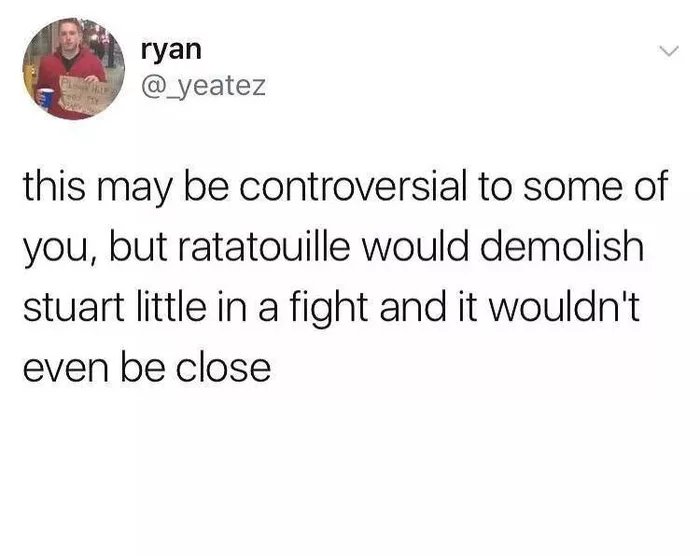 ryan
@_yeatez
this may be controversial to some of
you, but ratatouille would demolish
stuart little in a fight and it wouldn't
even be close